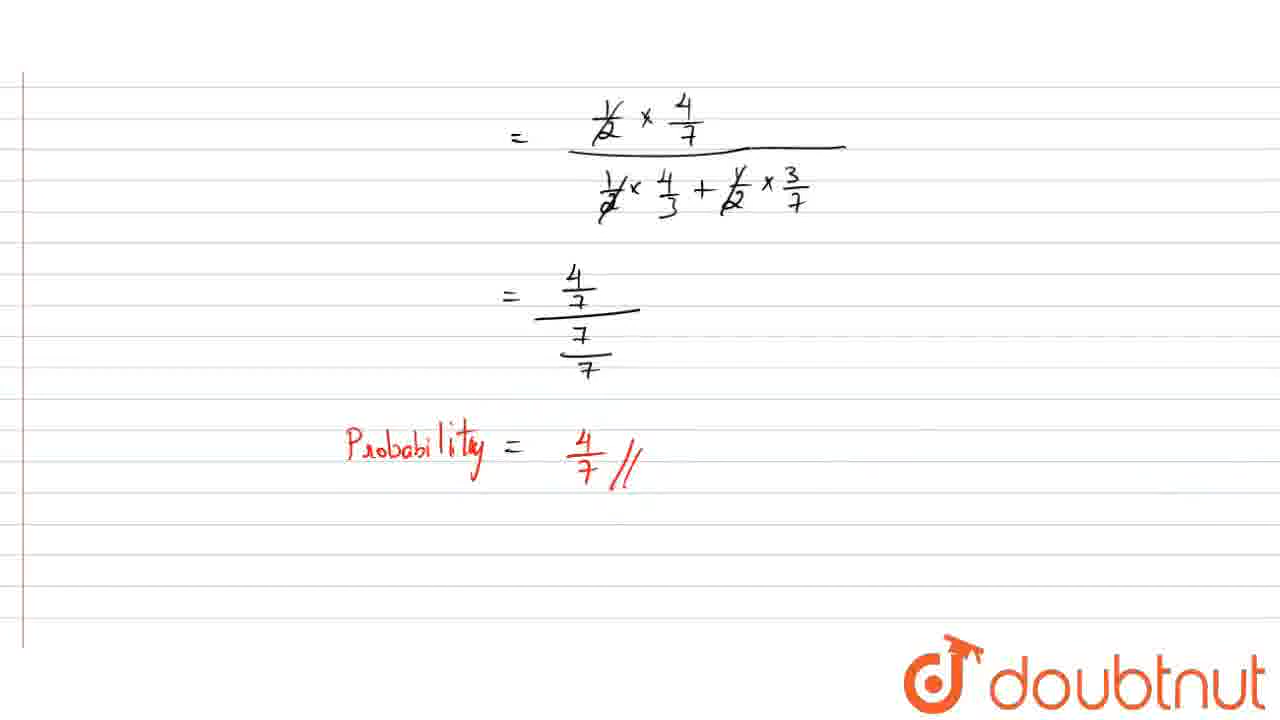 = 1/2 × 4/7
1/2 × 4/3 + 1/2 × 3/7
= 4/7
7/7
Probability = 4/7 //
doubtnut